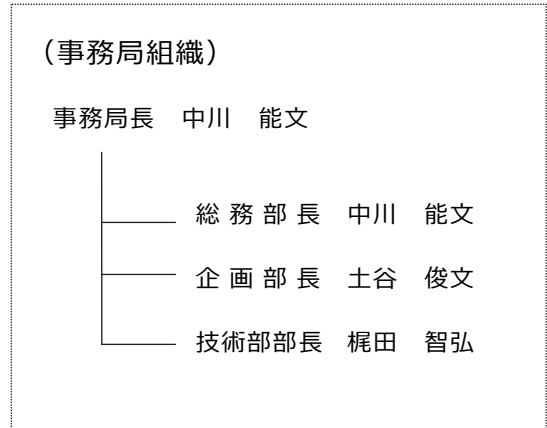 （事務局組織）
事務局長　中川　能文
総 務 部 長　中川　能文
企 画 部 長　土谷　俊文
技術部部長　梶田　智弘